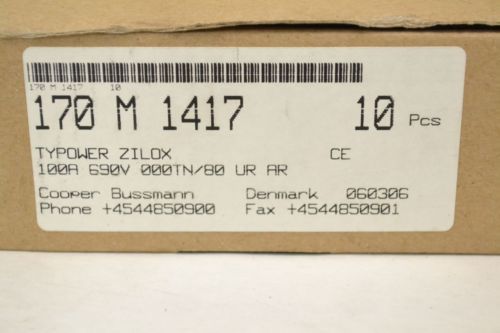 170 M 1417 10
170 M 1417 10 Pcs
TYPOWER ZILOX CE
100A 690V 000TN/80 UR AR
Cooper Bussmann Denmark 060306
Phone +4544850900 Fax +4544850901